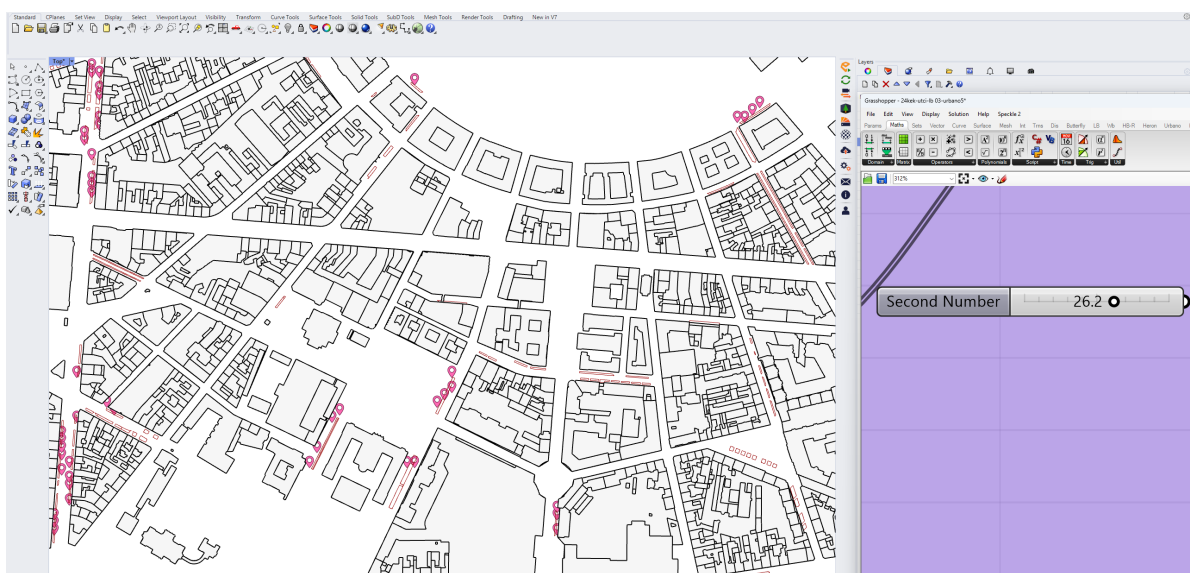 Standard CPlanes Set View Display Select Viewport Layout Visibility Transform Curve Tools Surface Tools Solid Tools SubD Tools Mesh Tools Render Tools Drafting New in V7
Top
Layers
Grasshopper - 24kek-utci-lb 03-urbano5*
File Edit View Display Solution Help Speckle 2
Params Maths Sets Vector Curve Surface Mesh Int Trns Dis Butterfly LB Wb HB-R Heron Urbano
Domain Matrix Operators Polynomials Script Time Trig Util
312%
Second Number 26.2